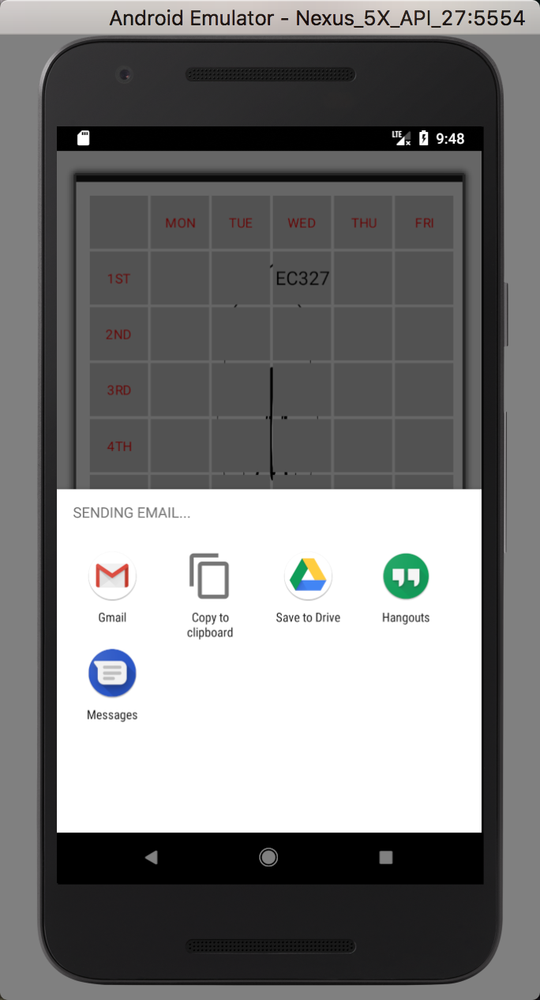 Android Emulator - Nexus_5X_API_27:5554
LTE 9:48
MON TUE WED THU FRI
1ST EC327
2ND
3RD
4TH
SENDING EMAIL...
Gmail
Copy to
clipboard
Save to Drive
Hangouts
Messages